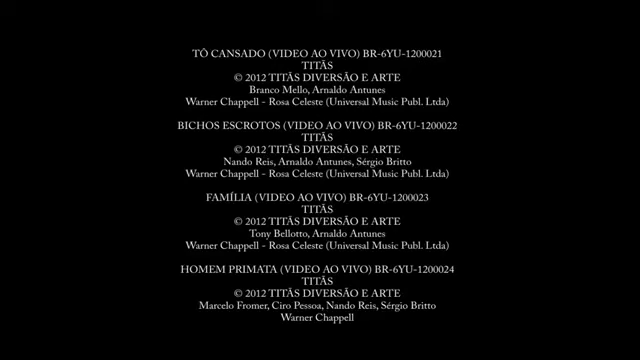 TÔ CANSADO (VIDEO AO VIVO) BR-6YU-1200021
TITÃS
© 2012 TITÃS DIVERSÃO E ARTE
Branco Mello, Arnaldo Antunes
Warner Chappell - Rosa Celeste (Universal Music Publ. Ltda)
BICHOS ESCROTOS (VIDEO AO VIVO) BR-6YU-1200022
TITÃS
© 2012 TITÃS DIVERSÃO E ARTE
Nando Reis, Arnaldo Antunes, Sérgio Britto
Warner Chappell - Rosa Celeste (Universal Music Publ. Ltda)
FAMÍLIA (VIDEO AO VIVO) BR-6YU-1200023
TITÃS
© 2012 TITÃS DIVERSÃO E ARTE
Tony Bellotto, Arnaldo Antunes
Warner Chappell - Rosa Celeste (Universal Music Publ. Ltda)
HOMEM PRIMATA (VIDEO AO VIVO) BR-6YU-1200024
TITÃS
© 2012 TITÃS DIVERSÃO E ARTE
Marcelo Fromer, Ciro Pessoa, Nando Reis, Sérgio Britto
Warner Chappell